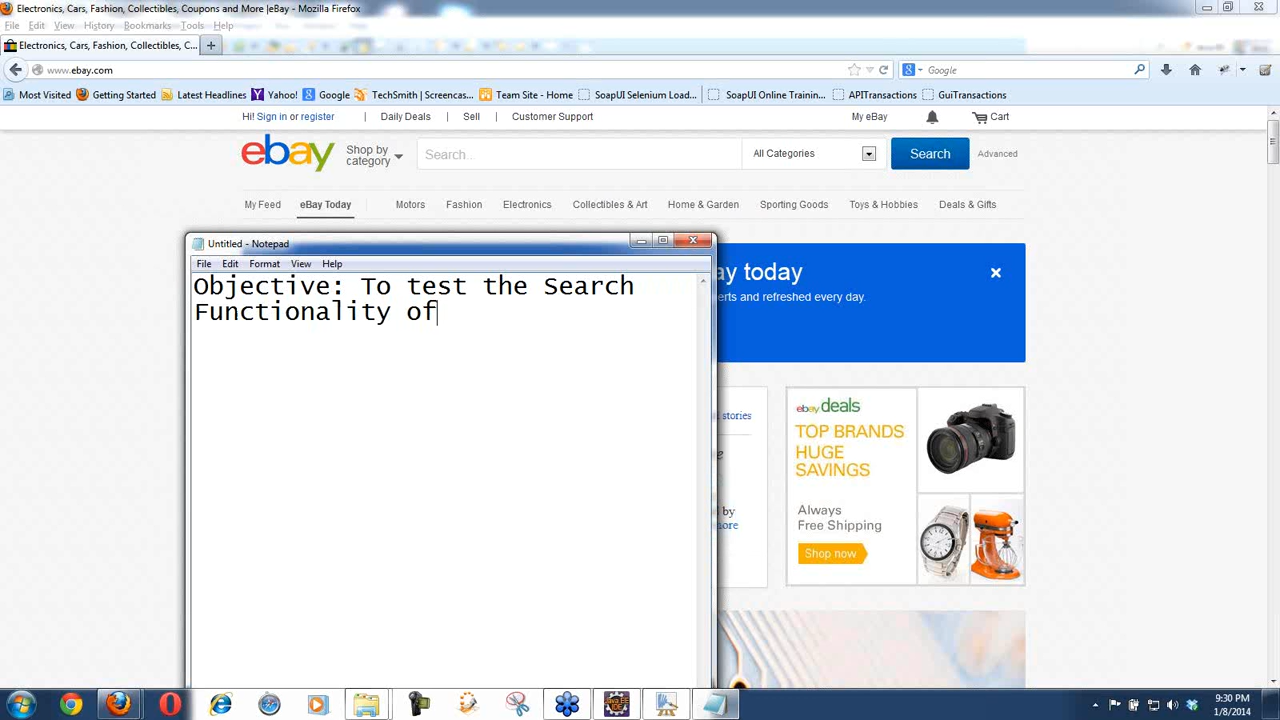 Electronics, Cars, Fashion, Collectibles, Coupons and More |eBay - Mozilla Firefox
File Edit View History Bookmarks Tools Help
Electronics, Cars, Fashion, Collectibles, C... +
www.ebay.com Google
Most Visited Getting Started Latest Headlines Yahoo! Google TechSmith | Screencas... Team Site - Home SoapUI Selenium Load... SoapUI Online Training... APITransactions GuiTransactions
Hi! Sign in or register Daily Deals Sell Customer Support My eBay Cart
ebay Shop by category Search... All Categories Search Advanced
My Feed eBay Today Motors Fashion Electronics Collectibles & Art Home & Garden Sporting Goods Toys & Hobbies Deals & Gifts
Untitled - Notepad
File Edit Format View Help
Objective: To test the Search
Functionality of
ay today
erts and refreshed every day.
stories
d by
more
ebay deals
TOP BRANDS
HUGE
SAVINGS
Always
Free Shipping
Shop now
9:30 PM
1/8/2014